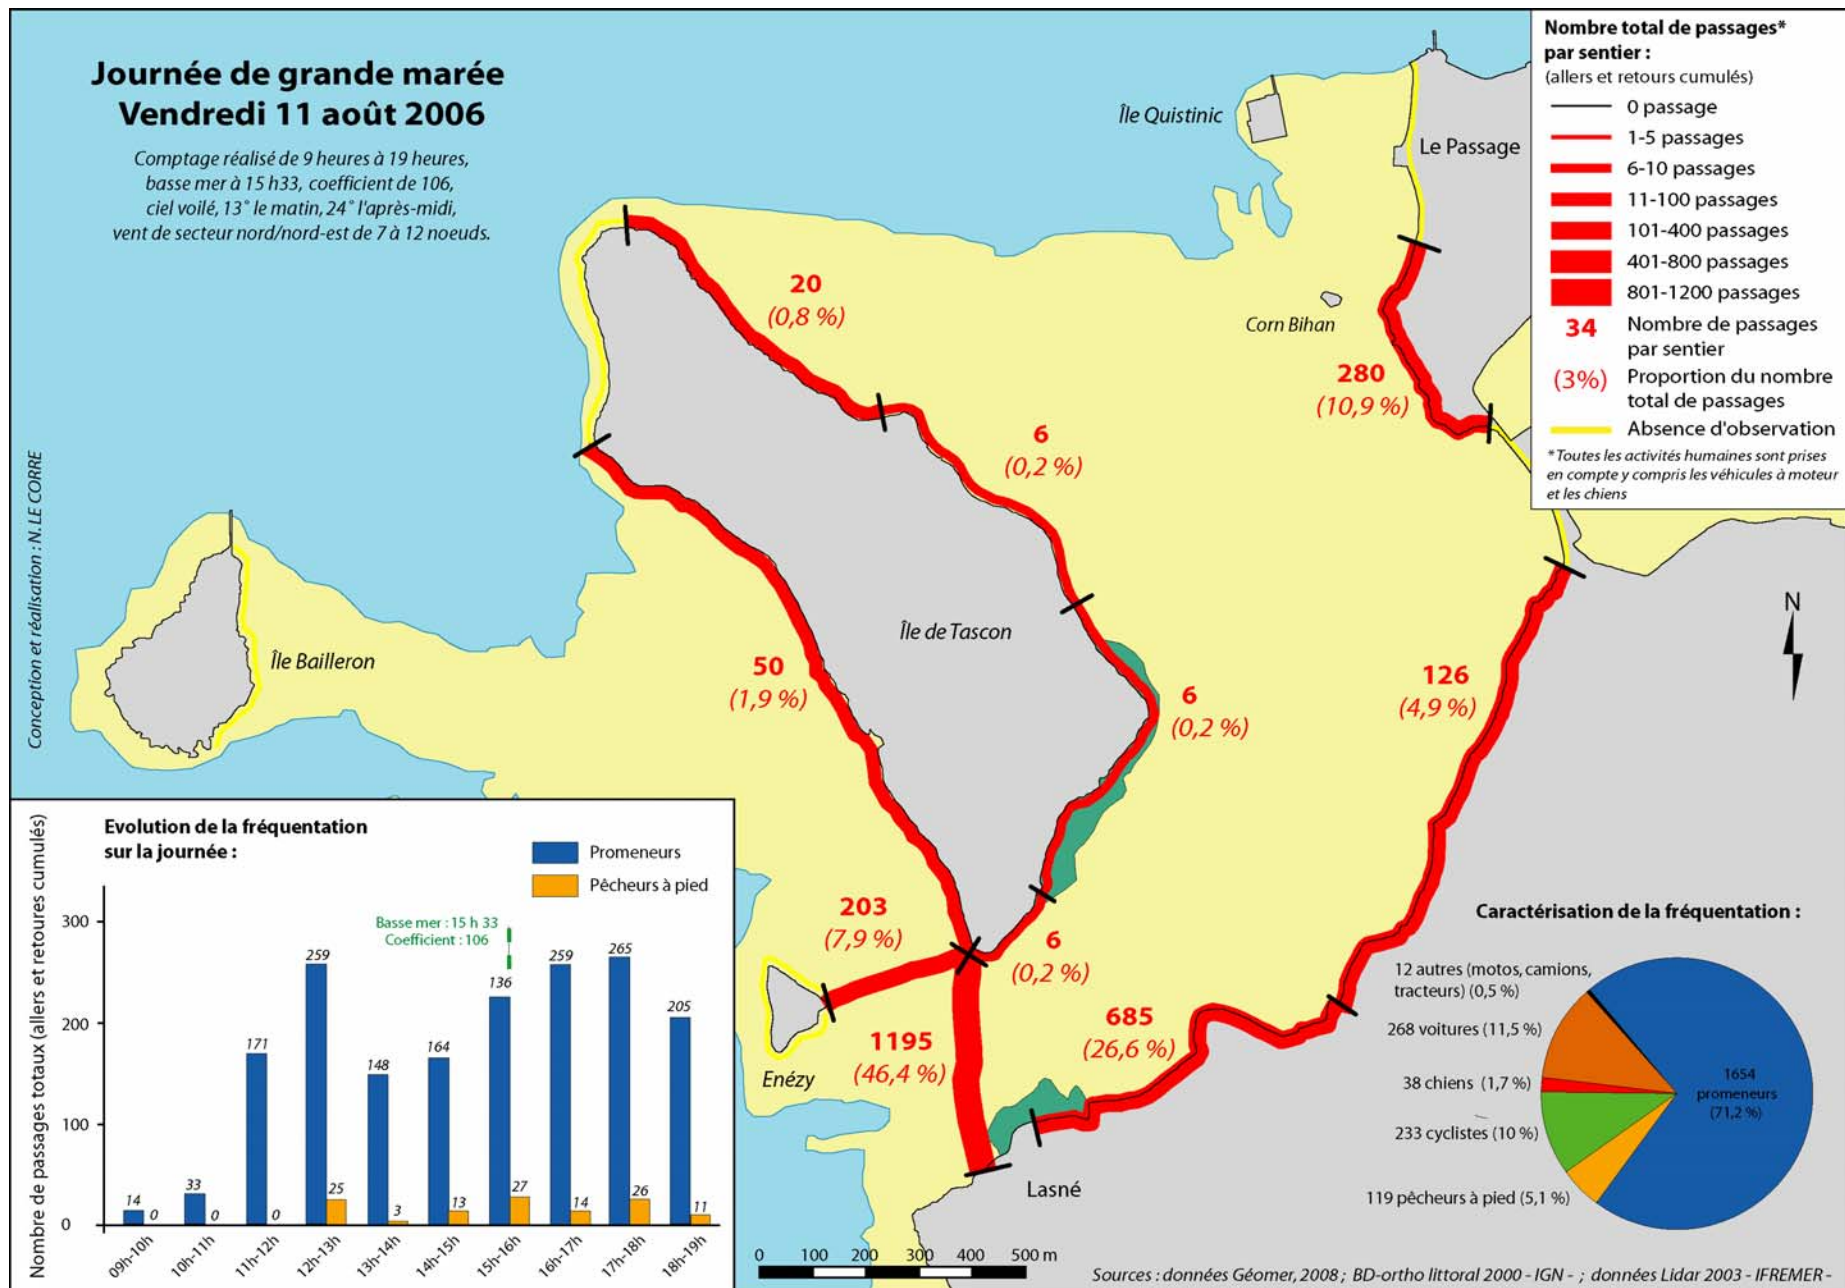 Journée de grande marée
Vendredi 11 août 2006
Comptage réalisé de 9 heures à 19 heures,
basse mer à 15 h33, coefficient de 106,
ciel voilé, 13° le matin, 24° l'après-midi,
vent de secteur nord/nord-est de 7 à 12 noeuds.
Nombre total de passages*
par sentier :
(allers et retours cumulés)
0 passage
1-5 passages
6-10 passages
11-100 passages
101-400 passages
401-800 passages
801-1200 passages
34 Nombre de passages
par sentier
(3%) Proportion du nombre
total de passages
Absence d'observation
*Toutes les activités humaines sont prises
en compte y compris les véhicules à moteur
et les chiens
Île Quistinic
Le Passage
Corn Bihan
20
(0,8 %)
280
(10,9 %)
6
(0,2 %)
Île de Tascon
Île Bailleron
50
(1,9 %)
6
(0,2 %)
126
(4,9 %)
N
Conception et réalisation : N. LE CORRE
203
(7,9 %)
6
(0,2 %)
1195
(46,4 %)
685
(26,6 %)
Enézy
Lasné
Evolution de la fréquentation
sur la journée :
Promeneurs
Pêcheurs à pied
Basse mer : 15 h 33
Coefficient : 106
Nombre de passages totaux (allers et retoures cumulés)
300
200
100
0
14
0
33
0
171
0
259
25
148
3
164
13
136
27
259
14
265
26
205
11
09h-10h
10h-11h
11h-12h
12h-13h
13h-14h
14h-15h
15h-16h
16h-17h
17h-18h
18h-19h
Caractérisation de la fréquentation :
12 autres (motos, camions,
tracteurs) (0,5 %)
268 voitures (11,5 %)
38 chiens (1,7 %)
233 cyclistes (10 %)
119 pêcheurs à pied (5,1 %)
1654
promeneurs
(71,2 %)
0 100 200 300 400 500 m
Sources : données Géomer, 2008 ; BD-ortho littoral 2000 - IGN - ; données Lidar 2003 - IFREMER -